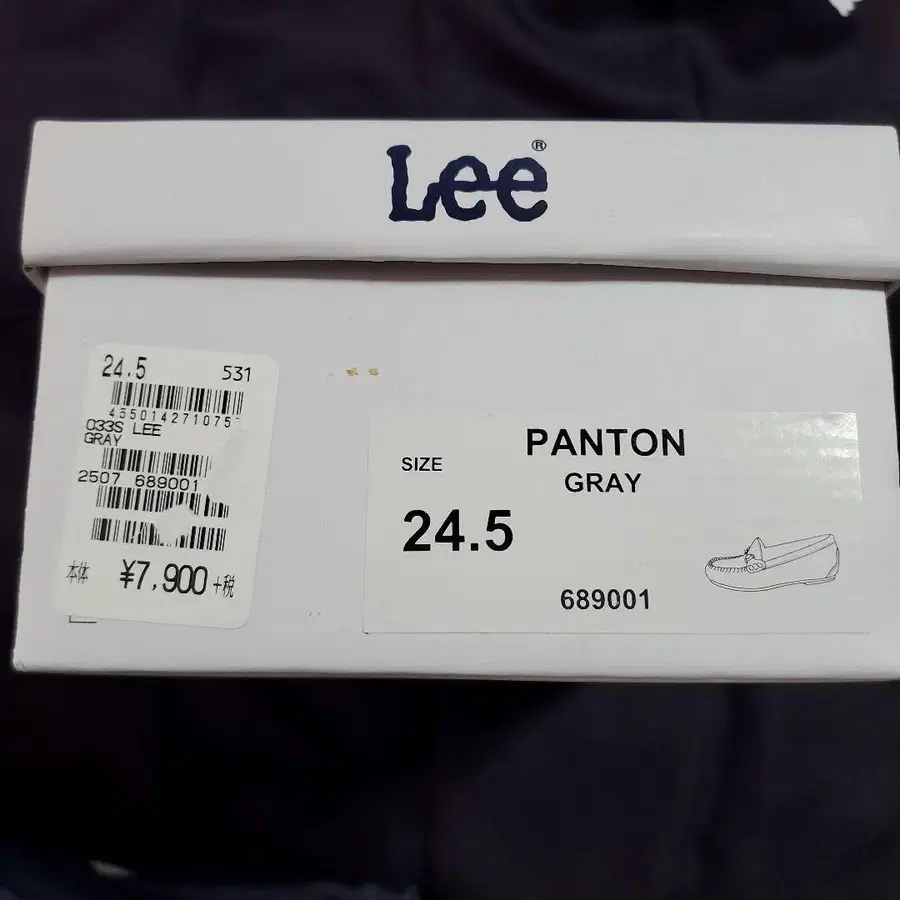 Lee®
24.5 531
455014271075
033S LEE
GRAY
2507 689001
本体 ¥7,900+税
PANTON
SIZE
GRAY
24.5
689001